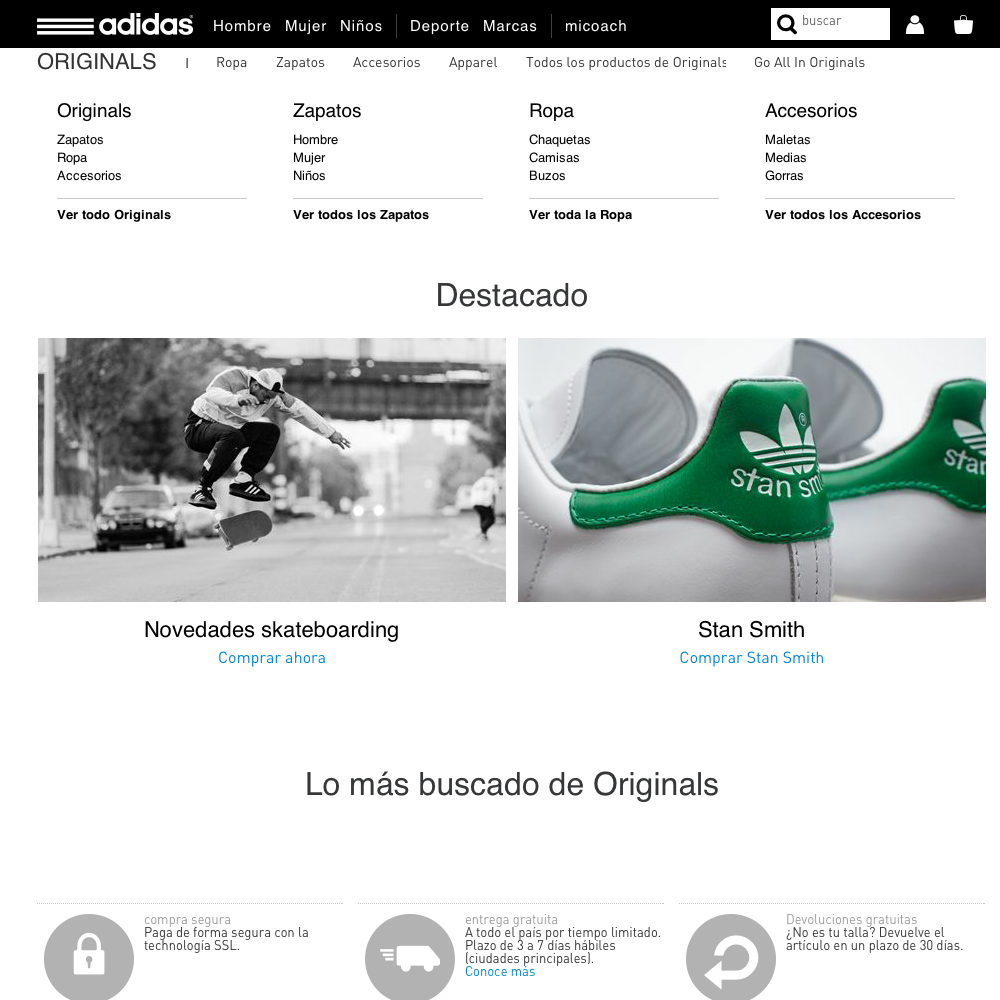 adidas Hombre Mujer Niños Deporte Marcas micoach buscar
ORIGINALS | Ropa Zapatos Accesorios Apparel Todos los productos de Originals Go All In Originals
Originals
Zapatos
Ropa
Accesorios
Ver todo Originals
Zapatos
Hombre
Mujer
Niños
Ver todos los Zapatos
Ropa
Chaquetas
Camisas
Buzos
Ver toda la Ropa
Accesorios
Maletas
Medias
Gorras
Ver todos los Accesorios
Destacado
stan smi
stan
Novedades skateboarding
Comprar ahora
Stan Smith
Comprar Stan Smith
Lo más buscado de Originals
compra segura
Paga de forma segura con la
technología SSL.
entrega gratuita
A todo el país por tiempo limitado.
Plazo de 3 a 7 días hábiles
(ciudades principales).
Conoce más
Devoluciones gratuitas
¿No es tu talla? Devuelve el
artículo en un plazo de 30 días.